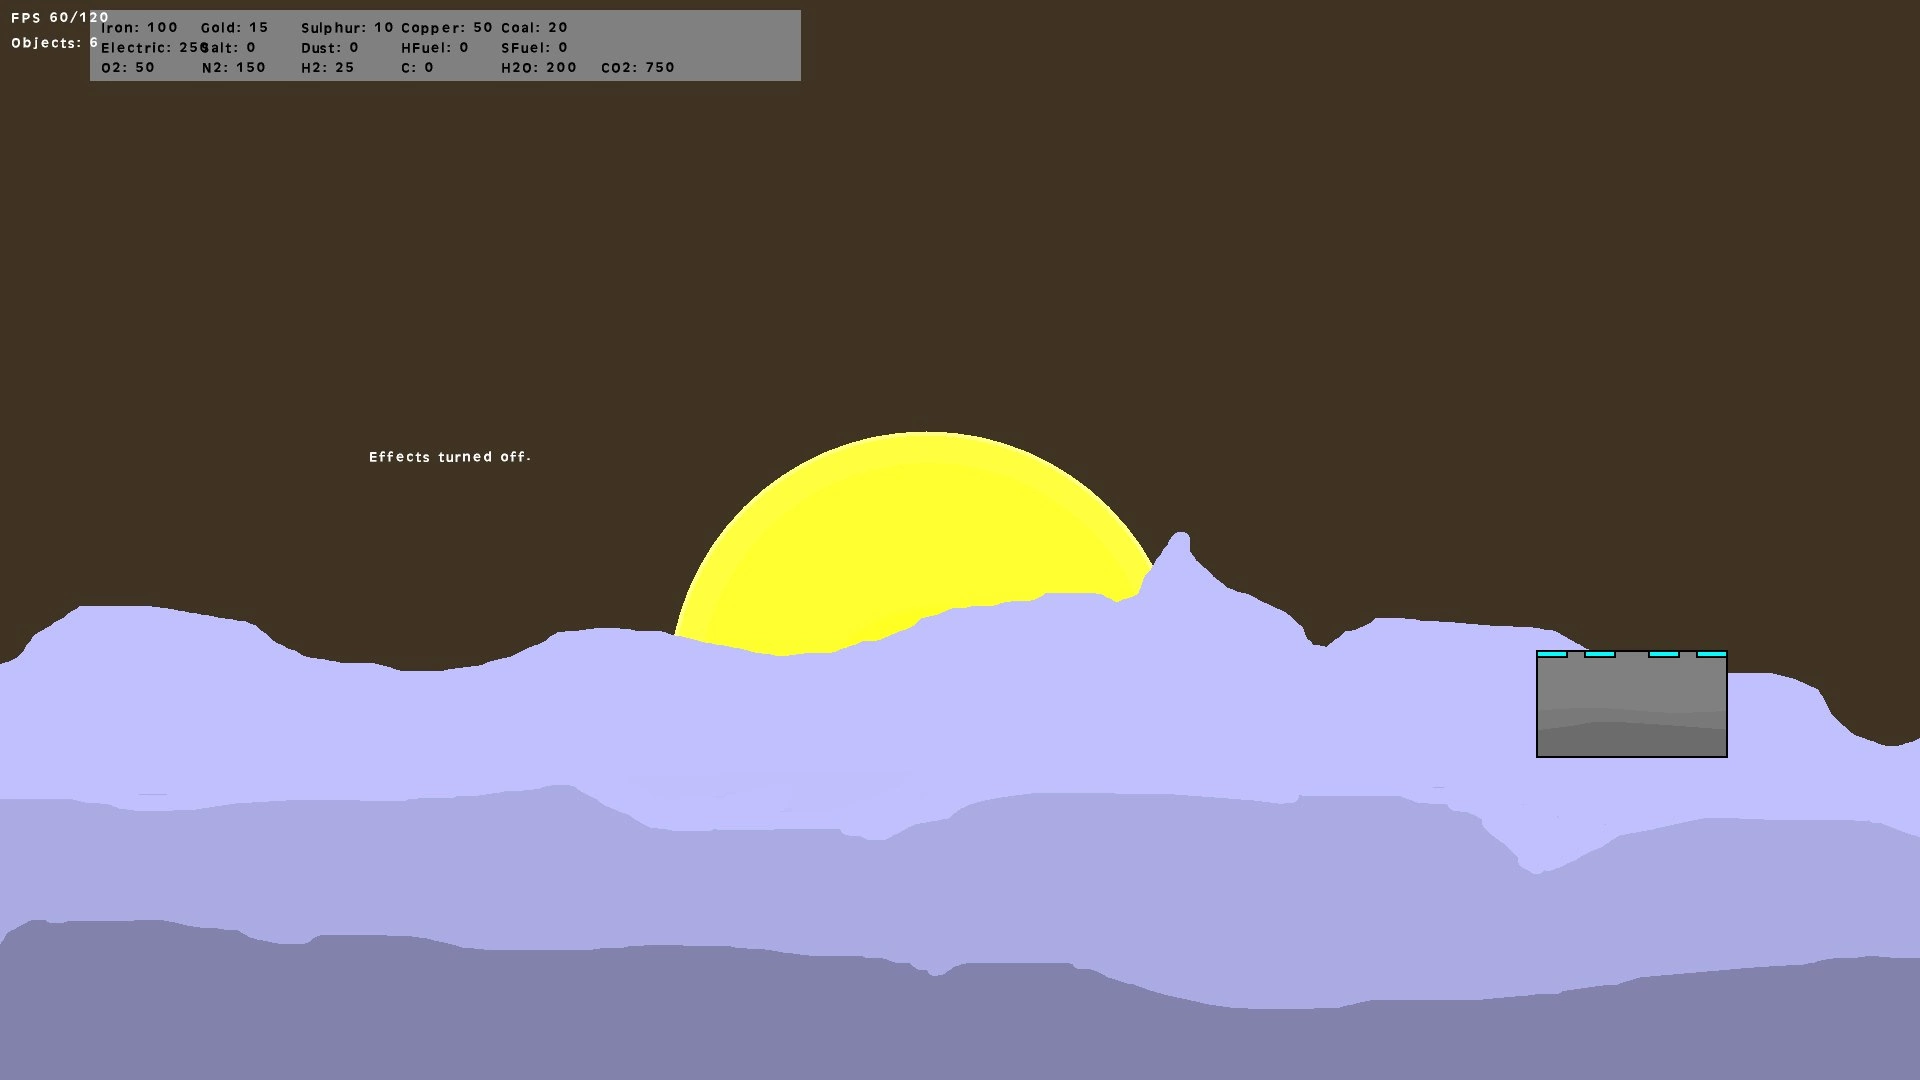 FPS 60/120
Iron: 100 Gold: 15 Sulphur: 10 Copper: 50 Coal: 20
Objects: 6
Electric: 250 Salt: 0 Dust: 0 HFuel: 0 SFuel: 0
O2: 50 N2: 150 H2: 25 C: 0 H2O: 200 CO2: 750
Effects turned off.